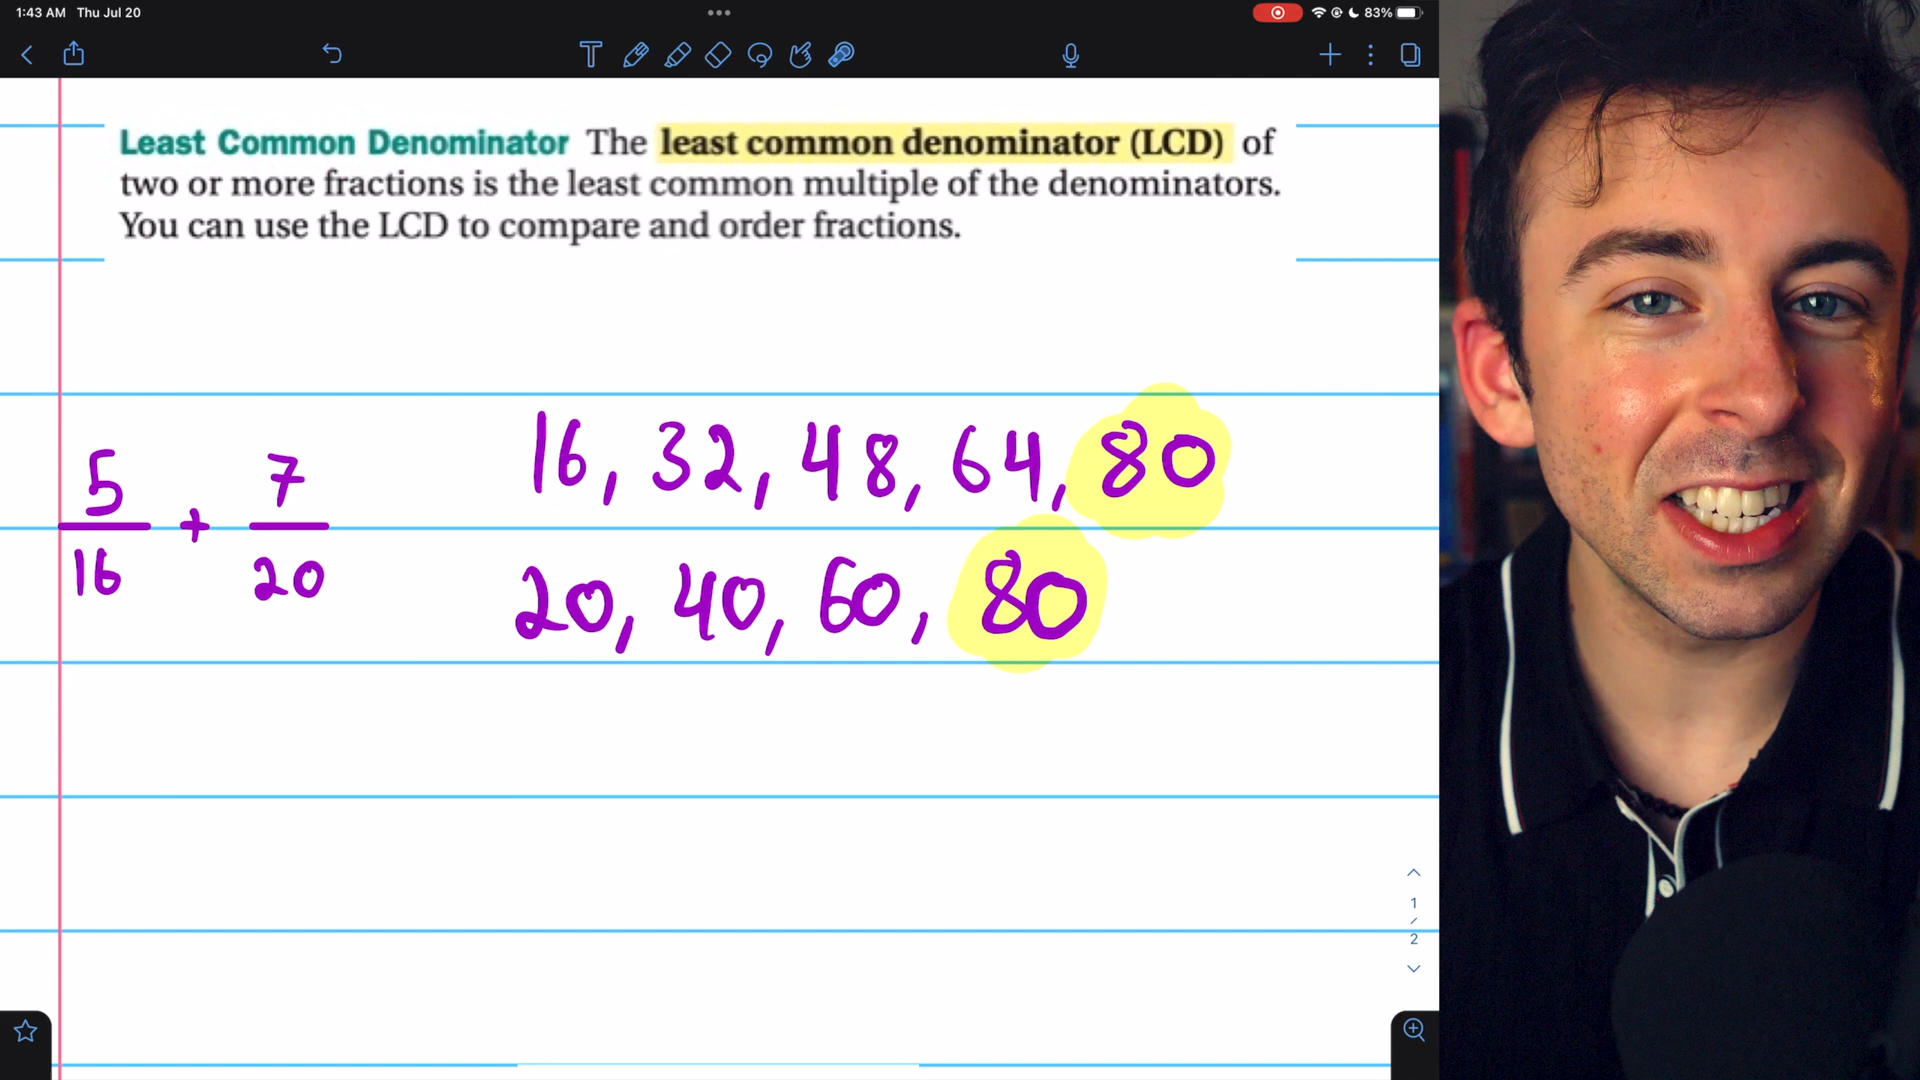 1:43 AM Thu Jul 20
83%
Least Common Denominator The least common denominator (LCD) of
two or more fractions is the least common multiple of the denominators.
You can use the LCD to compare and order fractions.
5/16 + 7/20
16, 32, 48, 64, 80
20, 40, 60, 80
1 / 2